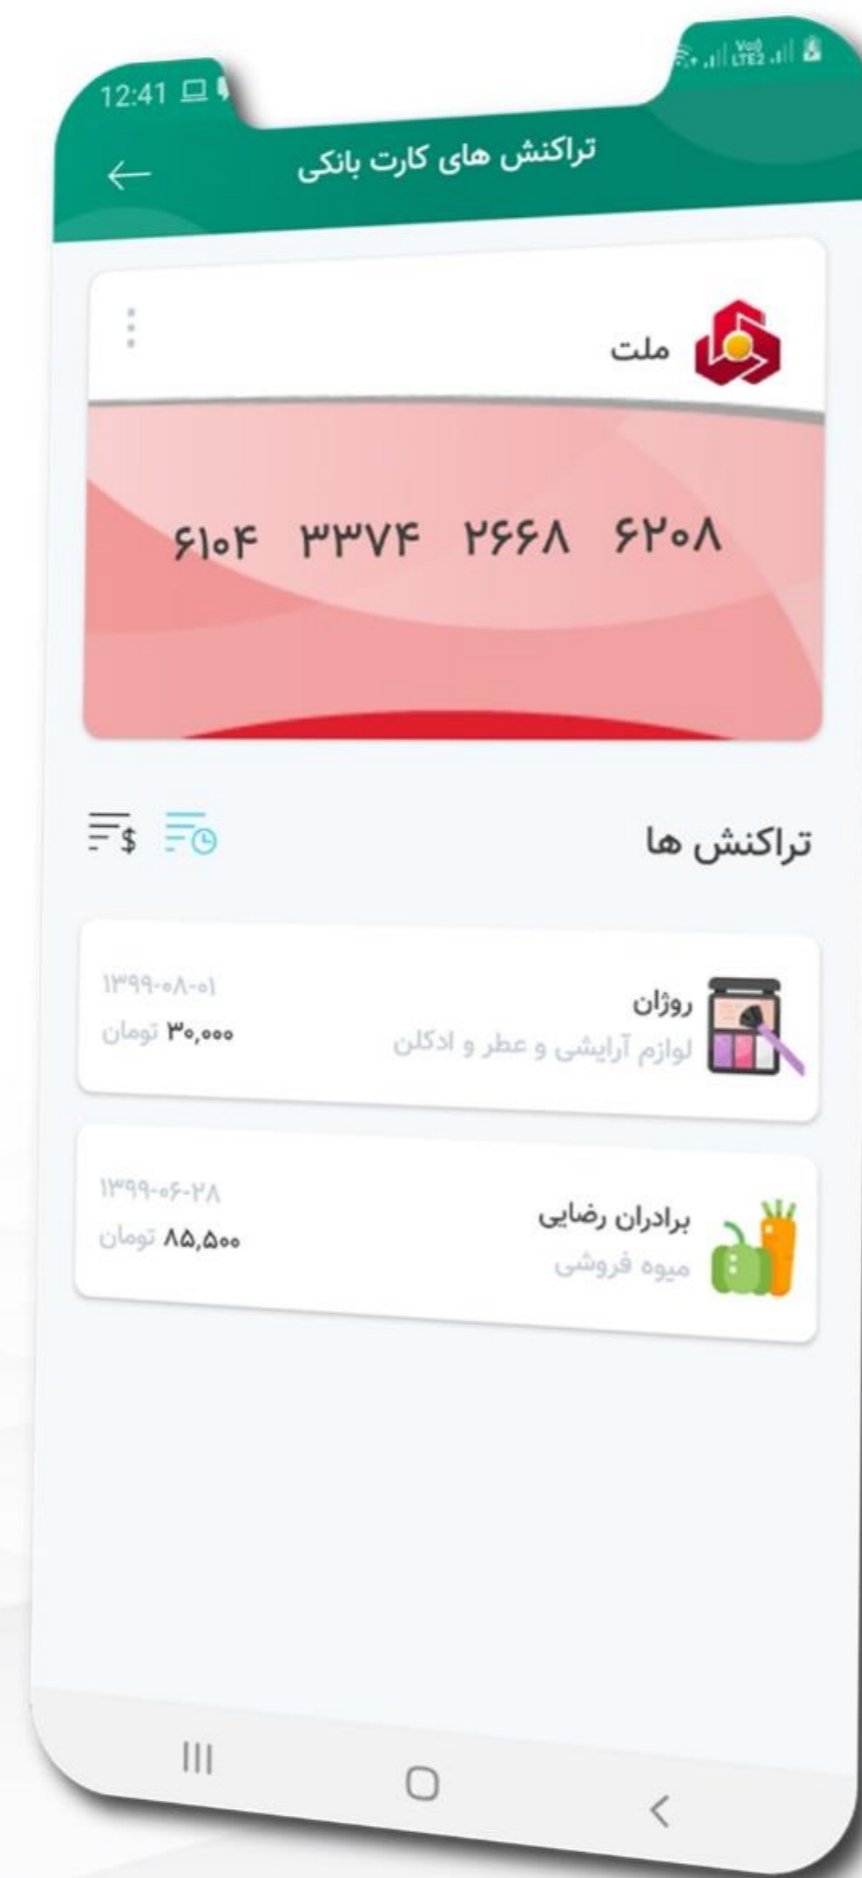 12:41
LTE2
تراکنش های کارت بانکی
ملت
۶۱۰۴ ۳۳۷۴ ۲۶۶۸ ۶۲۰۸
تراکنش ها
روژان
۱۳۹۹-۰۸-۰۱
لوازم آرایشی و عطر و ادکلن
۳۰,۰۰۰ تومان
برادران رضایی
۱۳۹۹-۰۶-۲۸
میوه فروشی
۸۵,۵۰۰ تومان